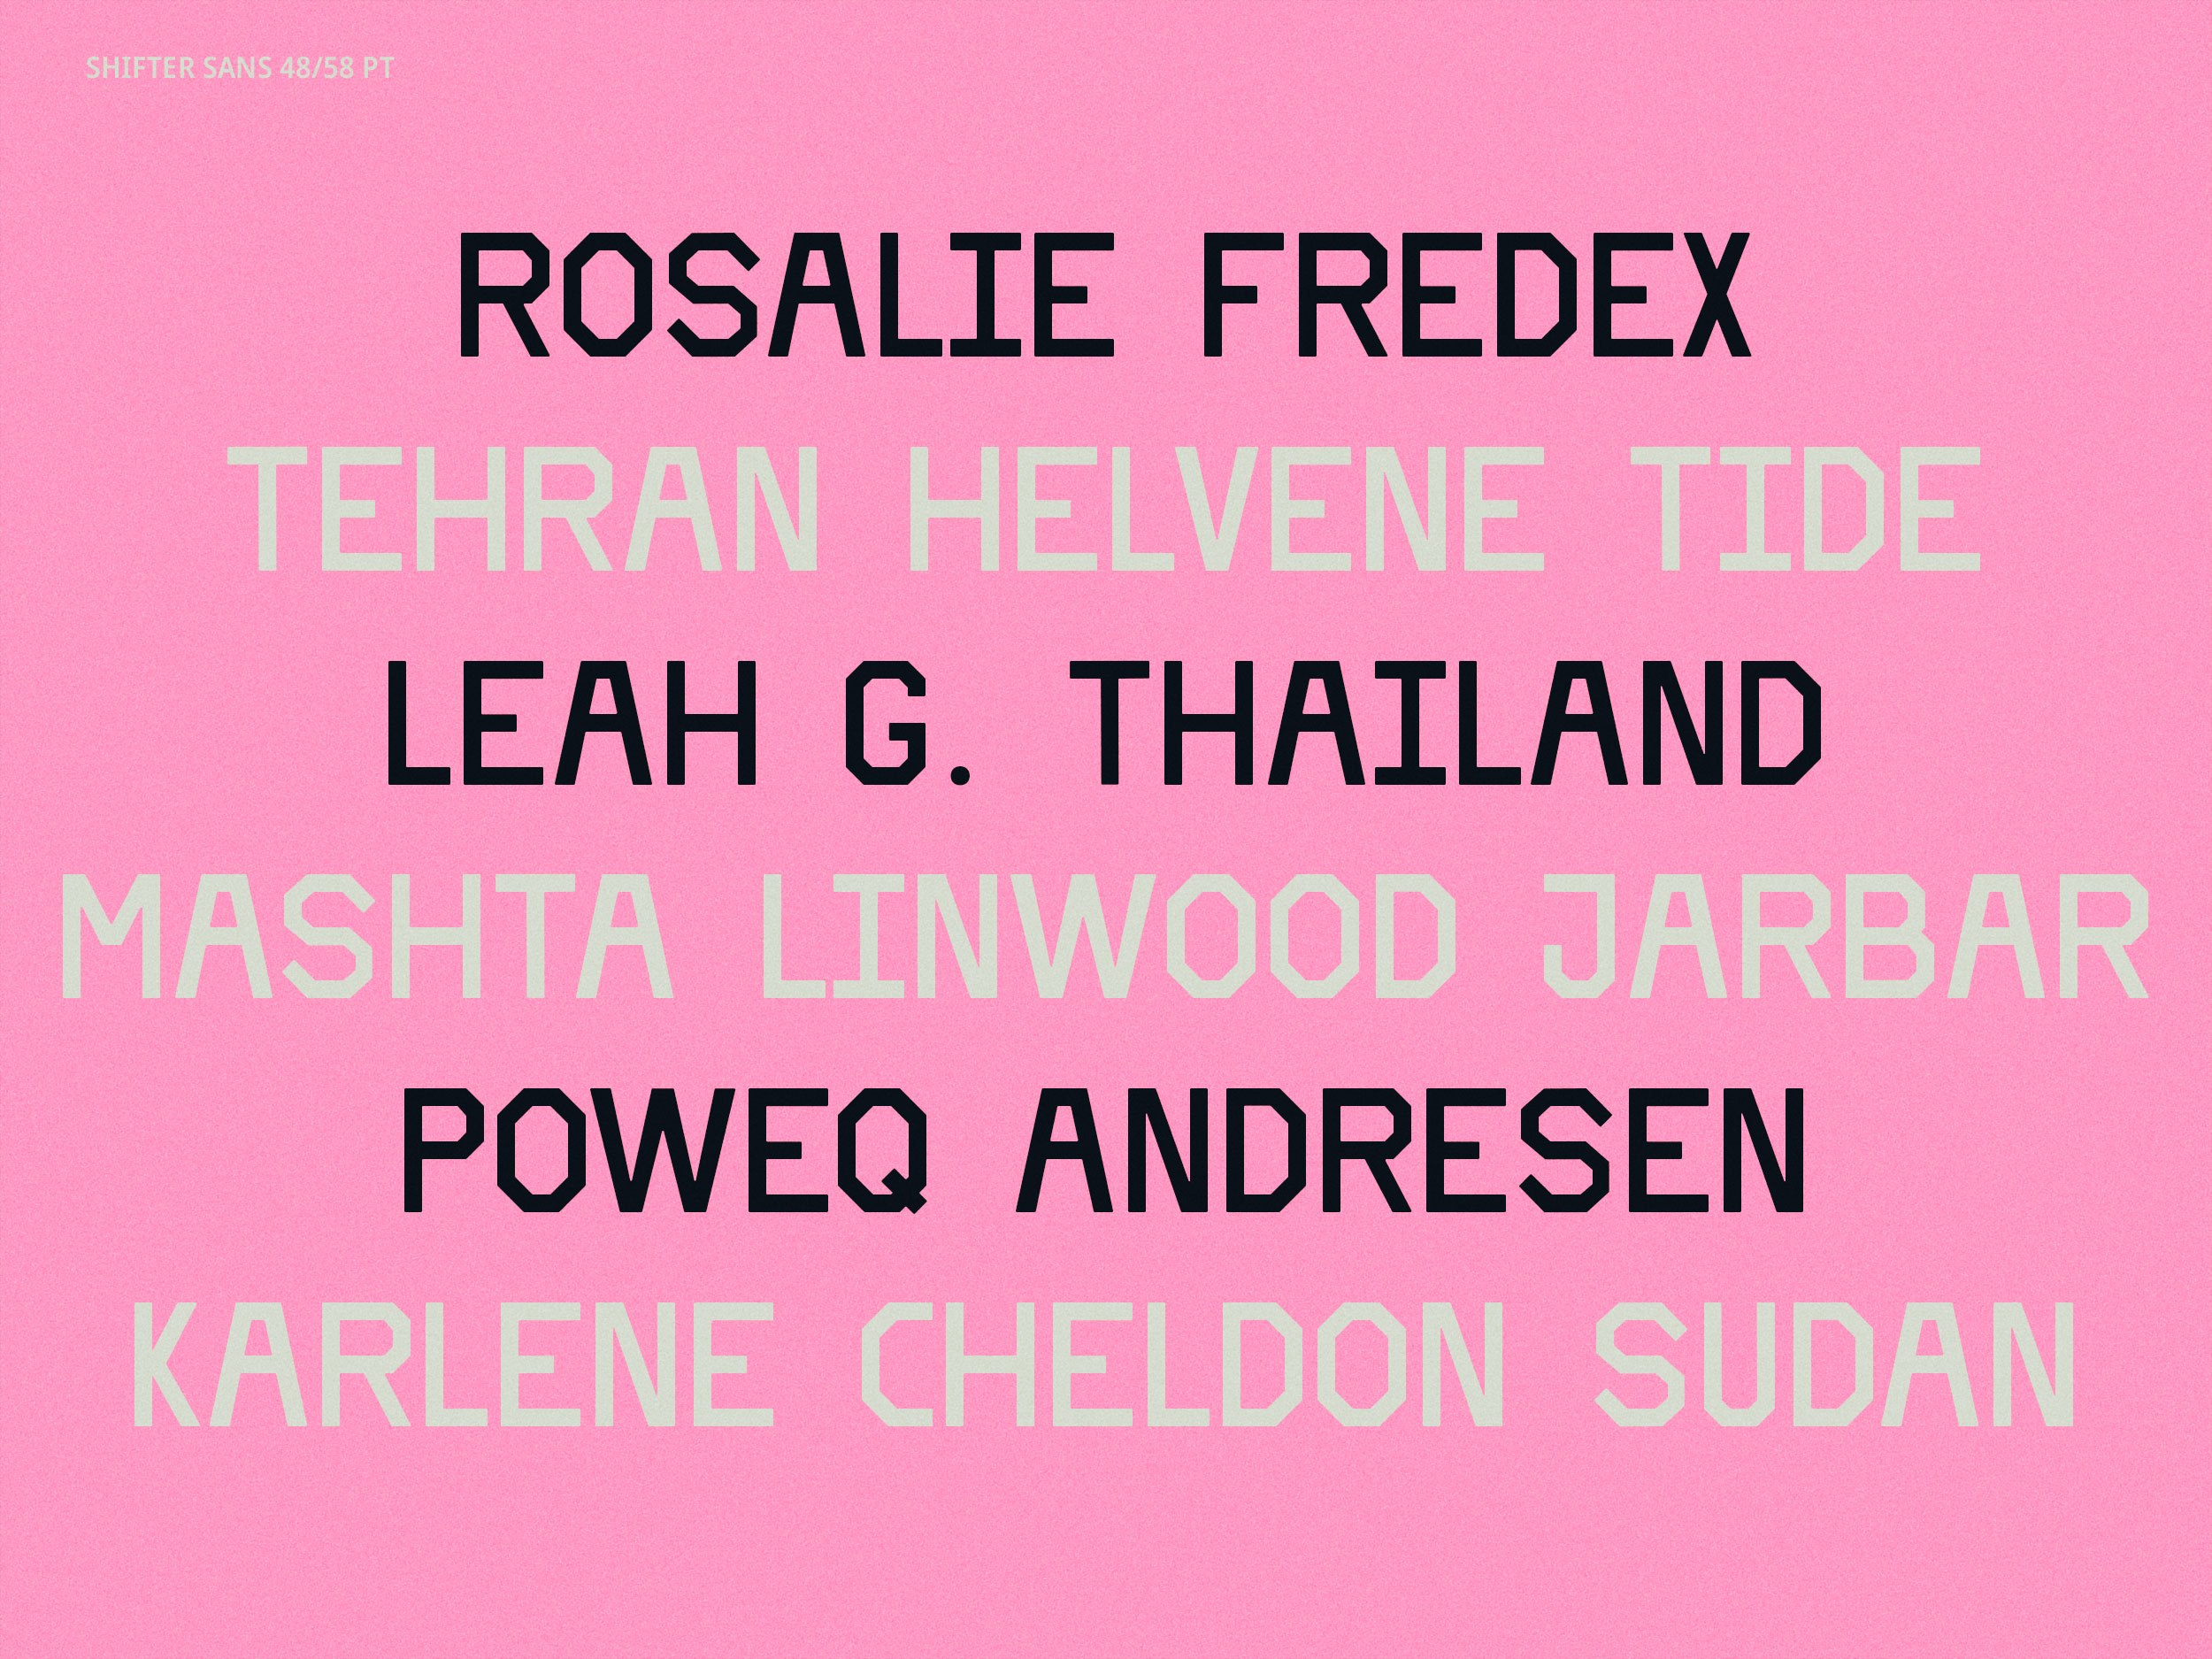 SHIFTER SANS 48/58 PT
ROSALIE FREDEX
TEHRAN HELVENE TIDE
LEAH G. THAILAND
MASHTA LINWOOD JARBAR
POWEQ ANDRESEN
KARLENE CHELDON SUDAN